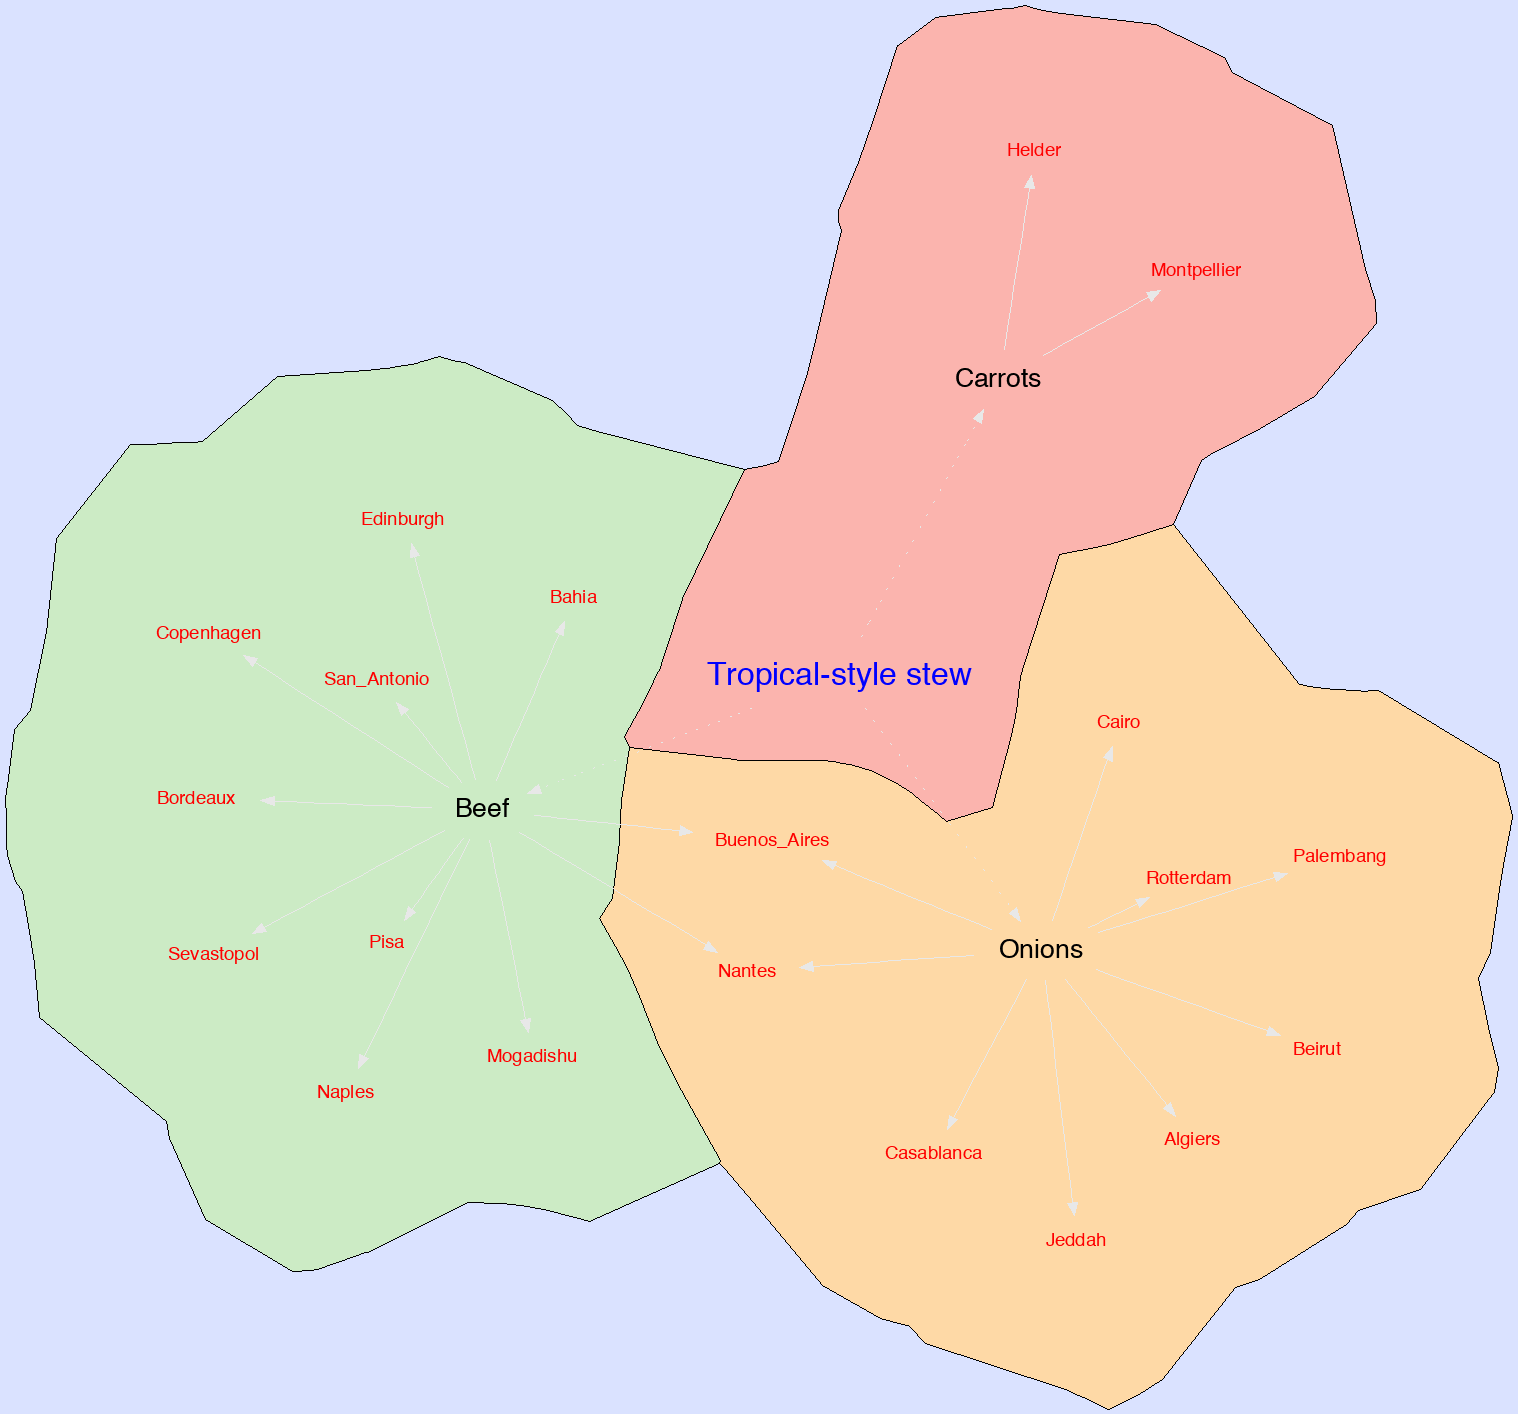 Helder
Montpellier
Carrots
Edinburgh
Bahia
Copenhagen
San_Antonio
Tropical-style stew
Cairo
Bordeaux
Beef
Buenos_Aires
Palembang
Rotterdam
Sevastopol
Pisa
Onions
Nantes
Mogadishu
Beirut
Naples
Casablanca
Algiers
Jeddah